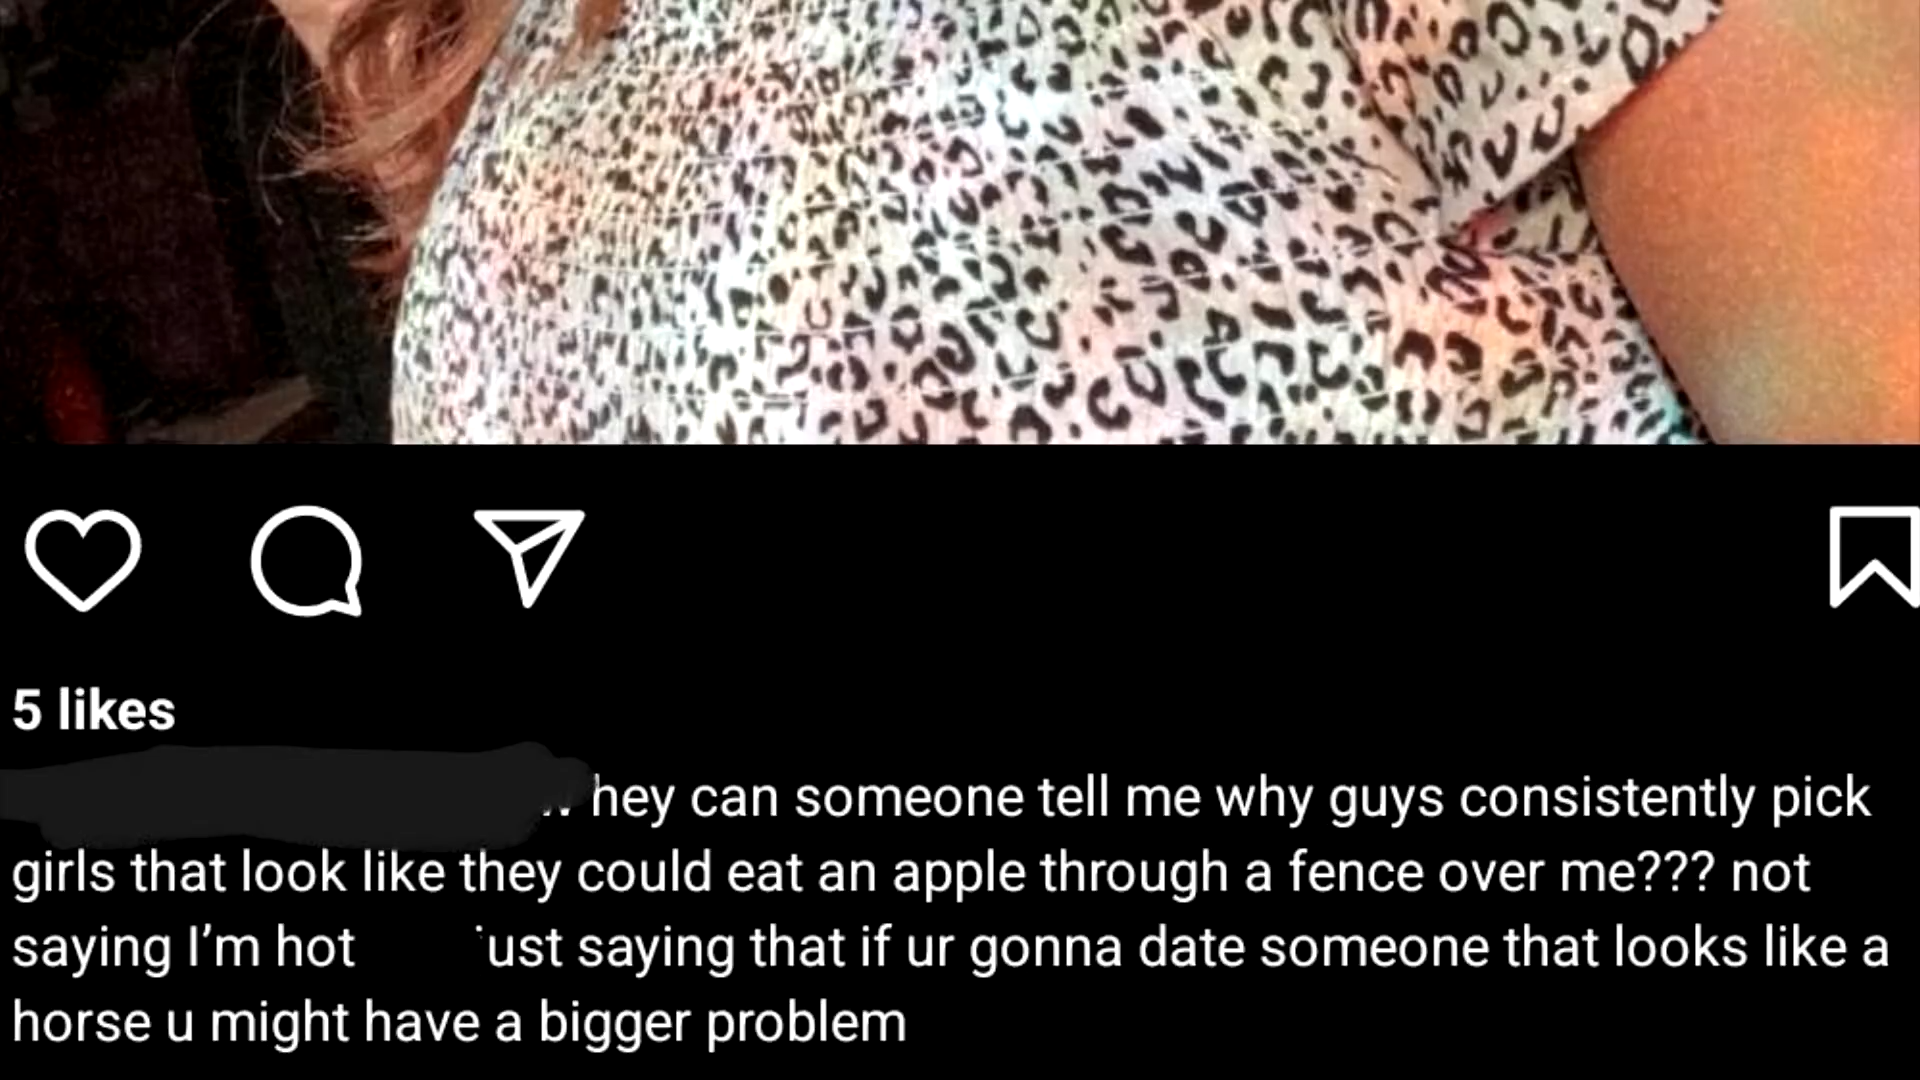 5 likes
hey can someone tell me why guys consistently pick
girls that look like they could eat an apple through a fence over me??? not
saying I’m hot ust saying that if ur gonna date someone that looks like a
horse u might have a bigger problem